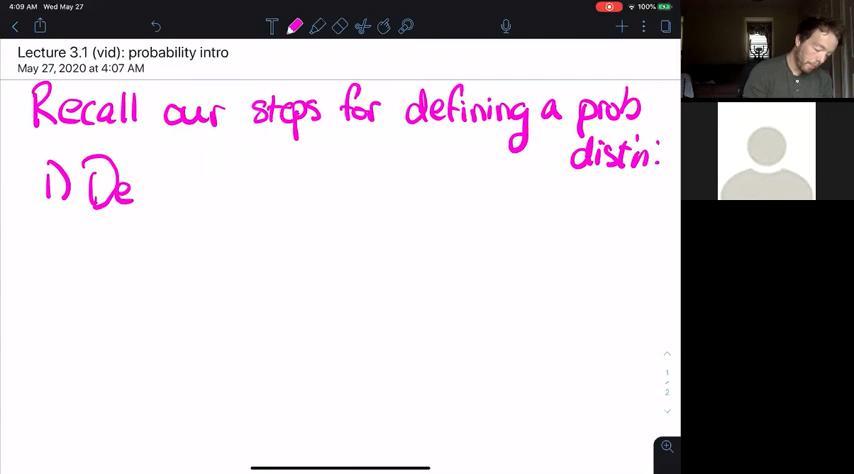 4:09 AM Wed May 27
100%
Lecture 3.1 (vid): probability intro
May 27, 2020 at 4:07 AM
Recall our steps for defining a prob
dist'n:
1) De
1
2